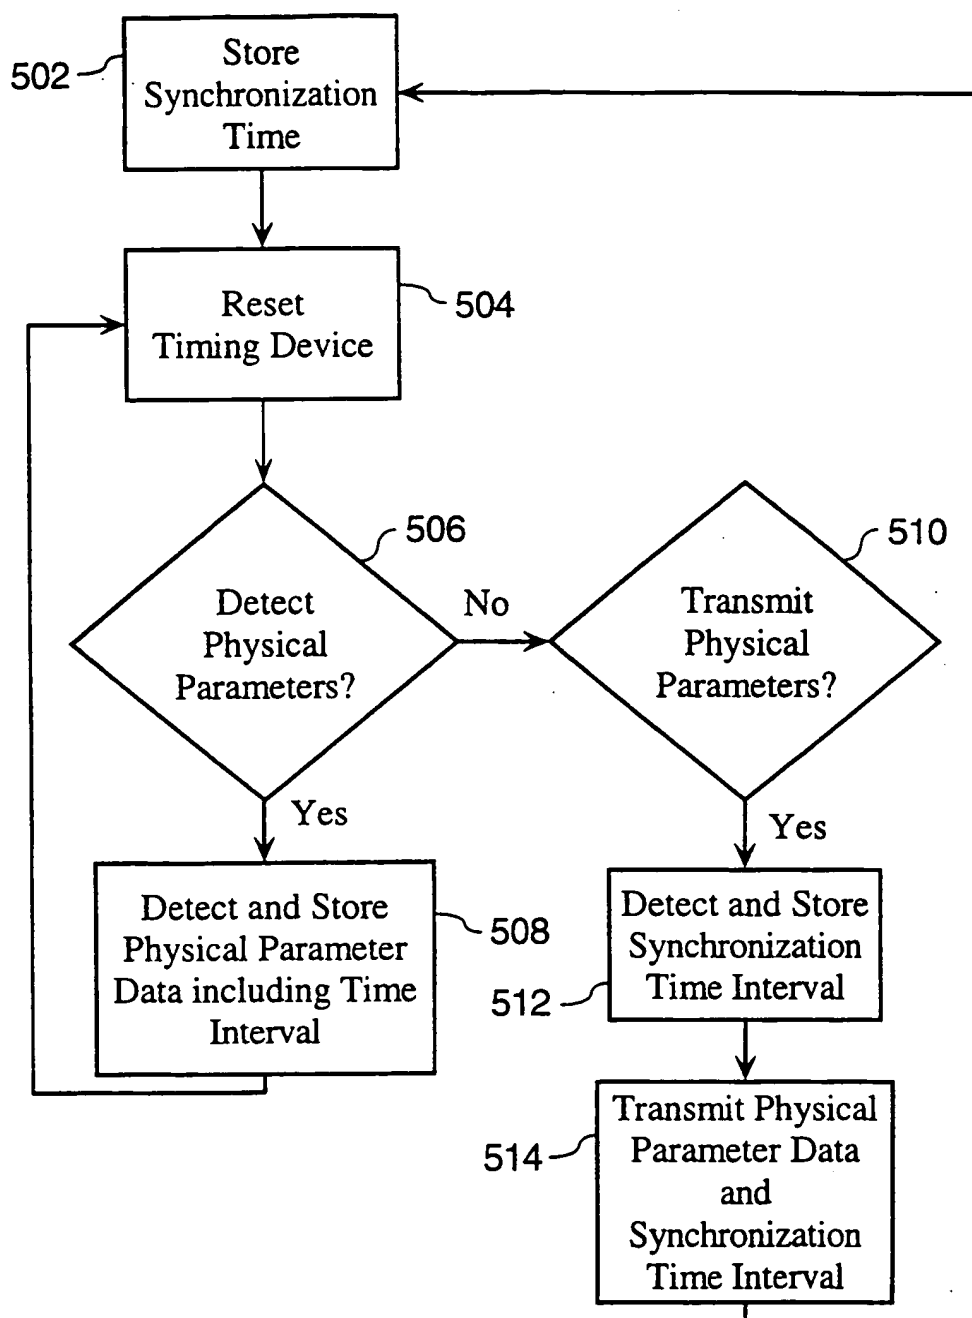 502
Store
Synchronization
Time
Reset
Timing Device
504
506
Detect
Physical
Parameters?
No
510
Transmit
Physical
Parameters?
Yes
Yes
Detect and Store
Physical Parameter
Data including Time
Interval
508
Detect and Store
Synchronization
Time Interval
512
Transmit Physical
Parameter Data
and
Synchronization
Time Interval
514